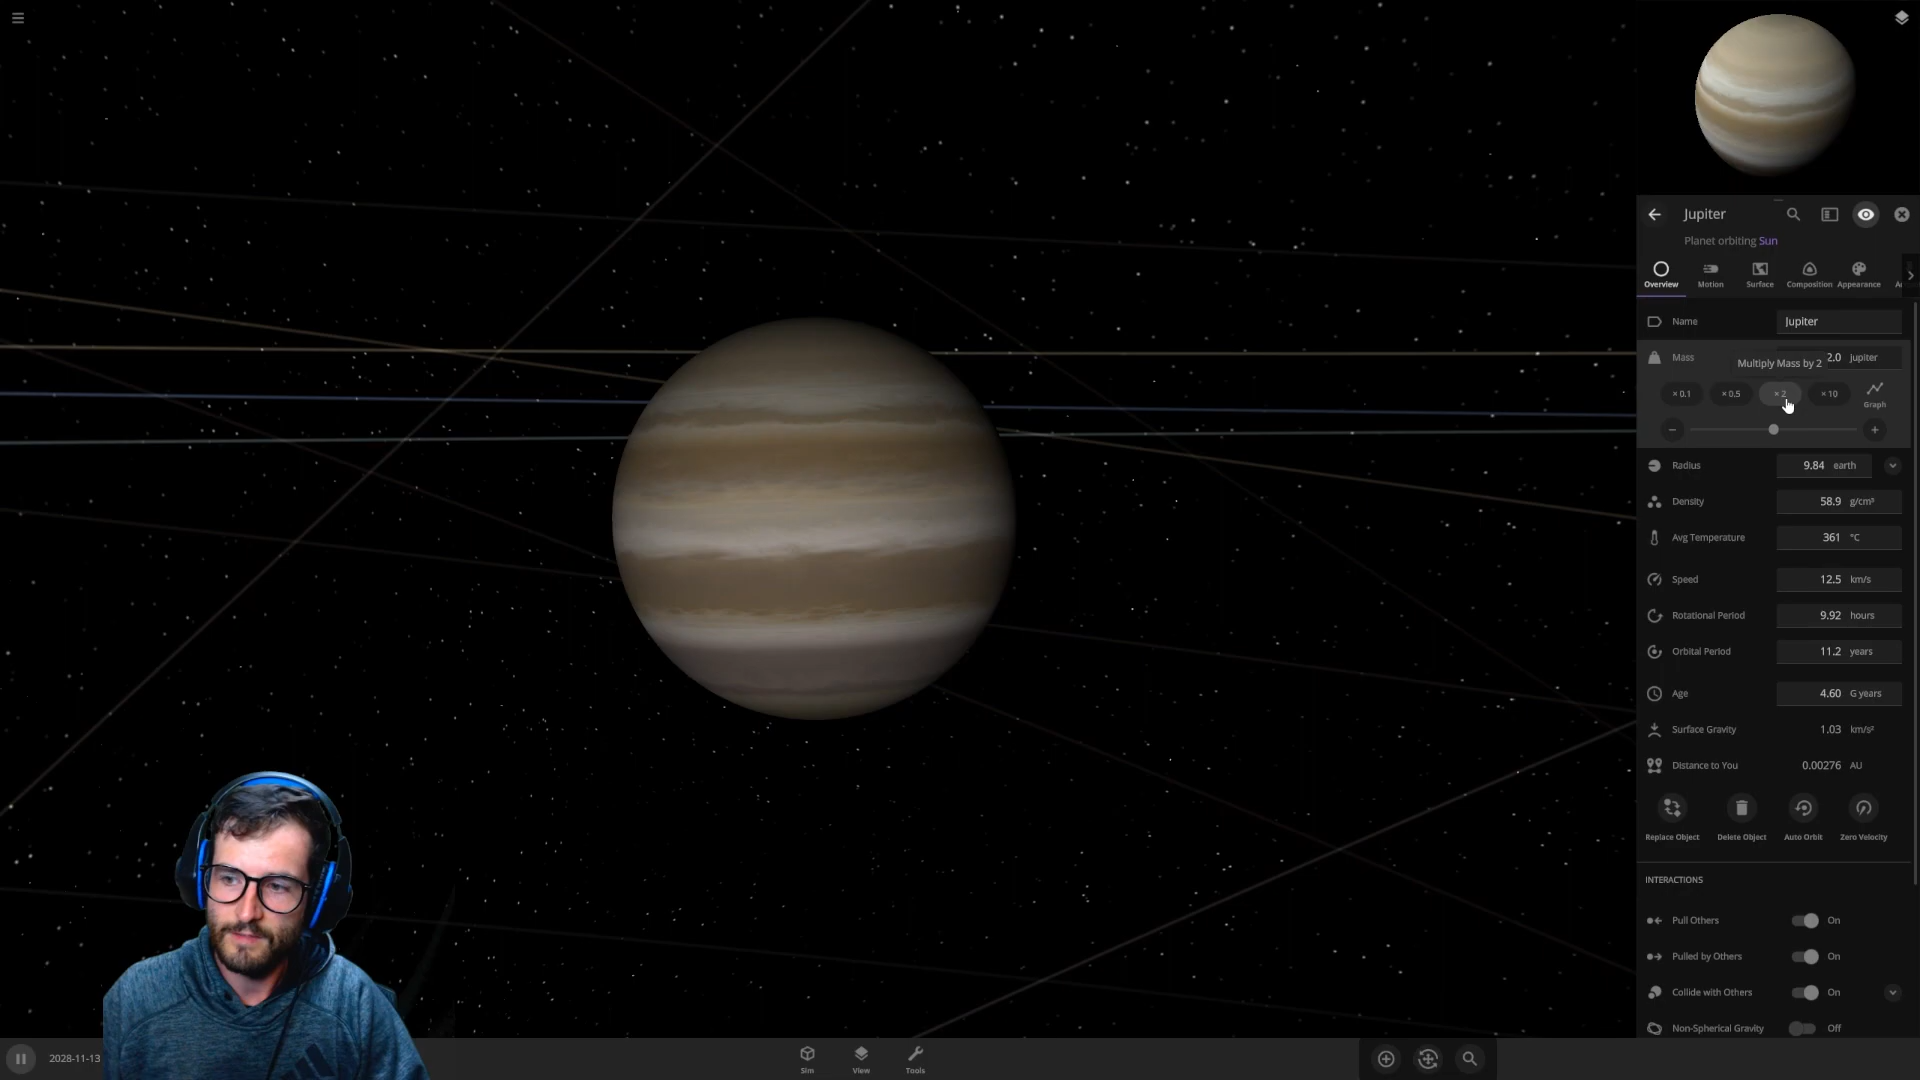 Jupiter
Planet orbiting Sun
Overview
Motion
Surface
Composition
Appearance
Name
Jupiter
Mass
Multiply Mass by 2
2.0 jupiter
× 0.1
× 0.5
× 2
× 10
Graph
Radius
9.84 earth
Density
58.9 g/cm³
Avg Temperature
361 °C
Speed
12.5 km/s
Rotational Period
9.92 hours
Orbital Period
11.2 years
Age
4.60 G years
Surface Gravity
1.03 km/s²
Distance to You
0.00276 AU
Replace Object
Delete Object
Auto Orbit
Zero Velocity
INTERACTIONS
Pull Others
On
Pulled by Others
On
Collide with Others
On
Non-Spherical Gravity
Off
2028-11-13
Sim
View
Tools